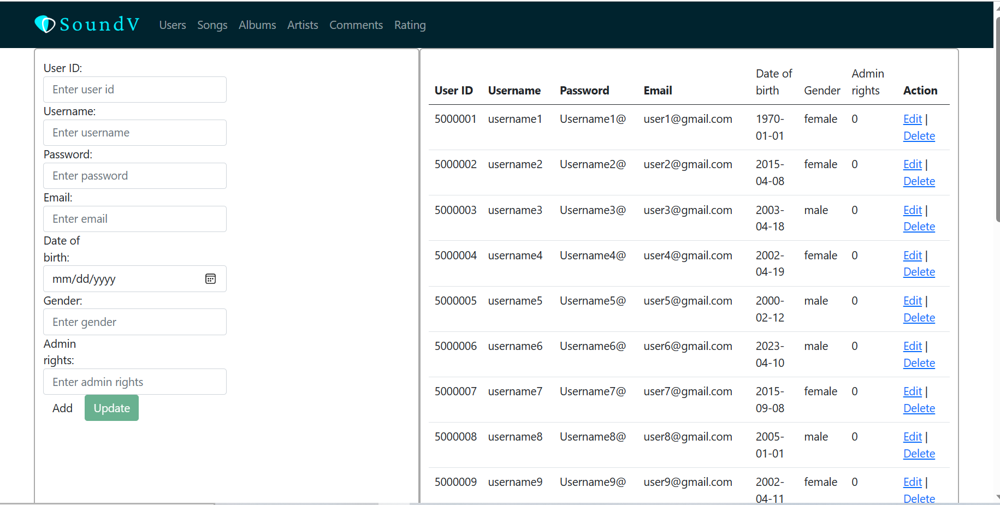 SoundV Users Songs Albums Artists Comments Rating
User ID:
Enter user id
Username:
Enter username
Password:
Enter password
Email:
Enter email
Date of
birth:
mm/dd/yyyy
Gender:
Enter gender
Admin
rights:
Enter admin rights
Add Update
Date of Admin
User ID Username Password Email birth Gender rights Action
5000001 username1 Username1@ user1@gmail.com 1970- female 0 Edit |
01-01 Delete
5000002 username2 Username2@ user2@gmail.com 2015- female 0 Edit |
04-08 Delete
5000003 username3 Username3@ user3@gmail.com 2003- male 0 Edit |
04-18 Delete
5000004 username4 Username4@ user4@gmail.com 2002- female 0 Edit |
04-19 Delete
5000005 username5 Username5@ user5@gmail.com 2000- male 0 Edit |
02-12 Delete
5000006 username6 Username6@ user6@gmail.com 2023- male 0 Edit |
04-10 Delete
5000007 username7 Username7@ user7@gmail.com 2015- female 0 Edit |
09-08 Delete
5000008 username8 Username8@ user8@gmail.com 2005- male 0 Edit |
01-01 Delete
5000009 username9 Username9@ user9@gmail.com 2002- female 0 Edit |
04-11 Delete